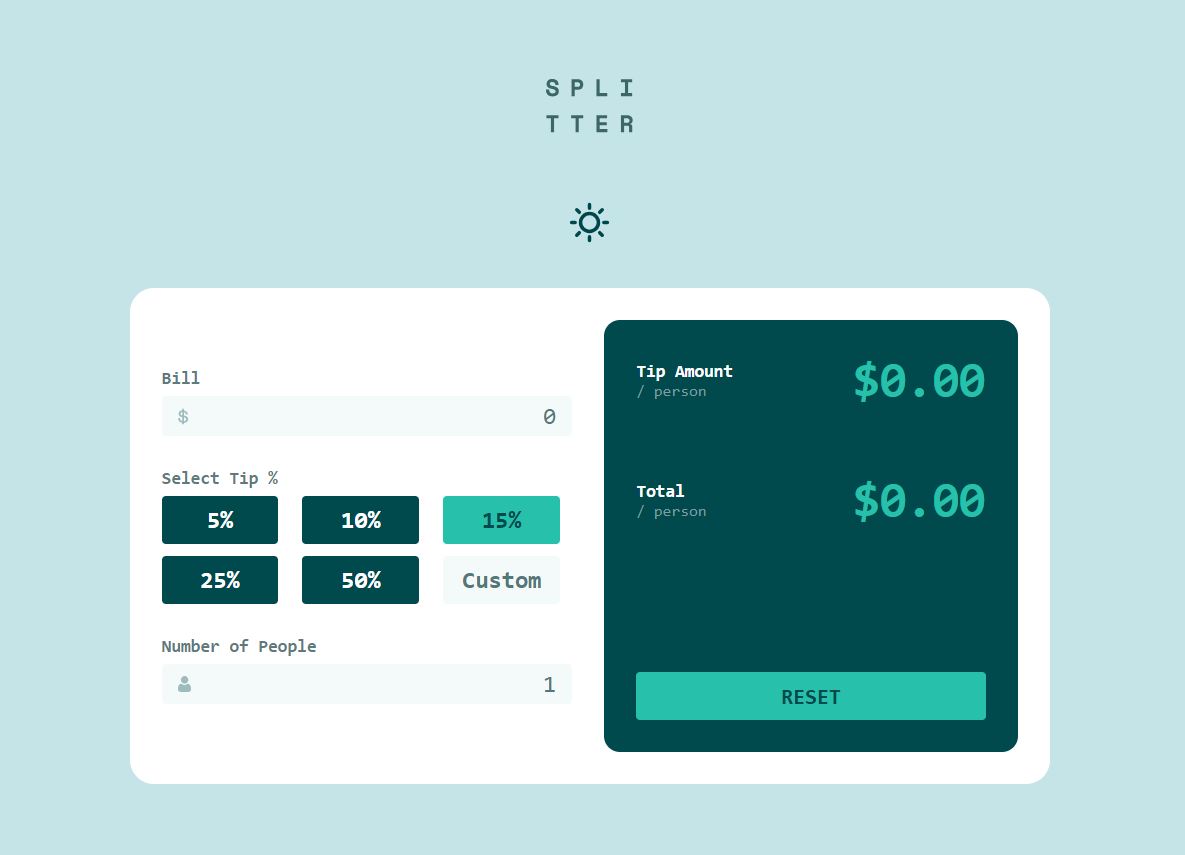 SPLI
TTER
Bill
$ 0
Select Tip %
5% 10% 15%
25% 50% Custom
Number of People
1
Tip Amount
/ person
$0.00
Total
/ person
$0.00
RESET